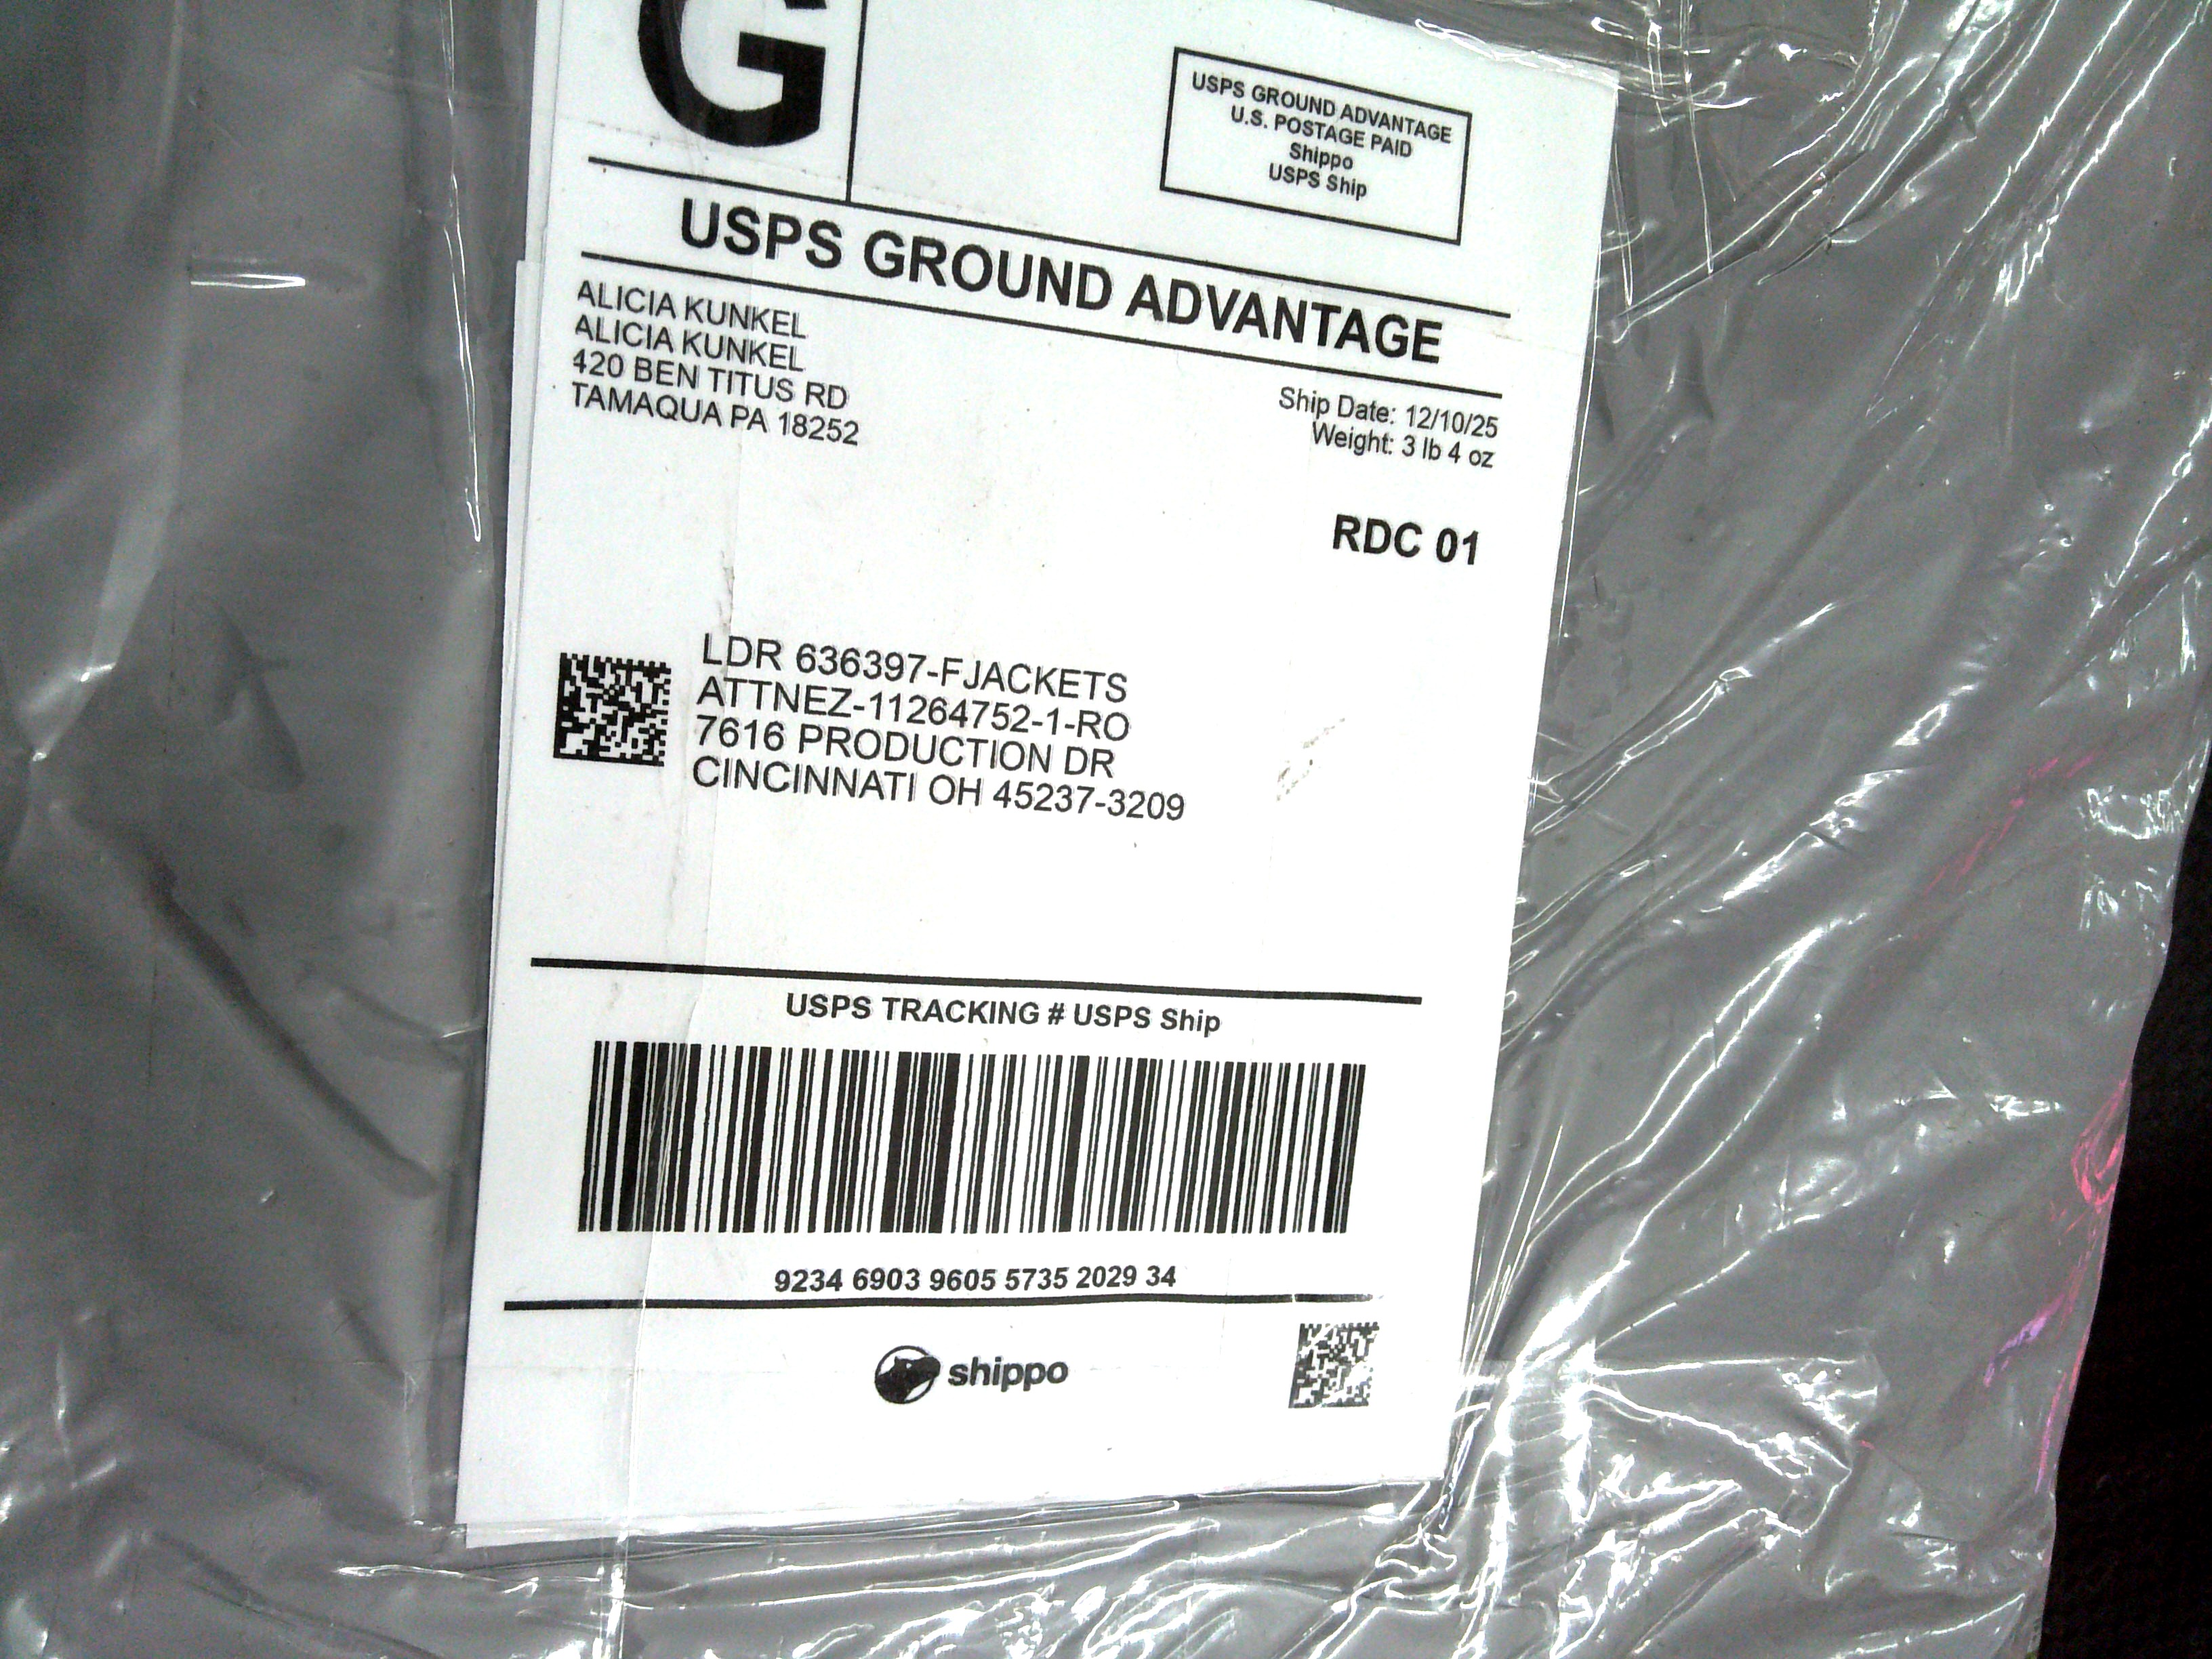 G
USPS GROUND ADVANTAGE
U.S. POSTAGE PAID
Shippo
USPS Ship
USPS GROUND ADVANTAGE
ALICIA KUNKEL
ALICIA KUNKEL
420 BEN TITUS RD
TAMAQUA PA 18252
Ship Date: 12/10/25
Weight: 3 lb 4 oz
RDC 01
LDR 636397-FJACKETS
ATTNEZ-11264752-1-RO
7616 PRODUCTION DR
CINCINNATI OH 45237-3209
USPS TRACKING # USPS Ship
9234 6903 9605 5735 2029 34
shippo